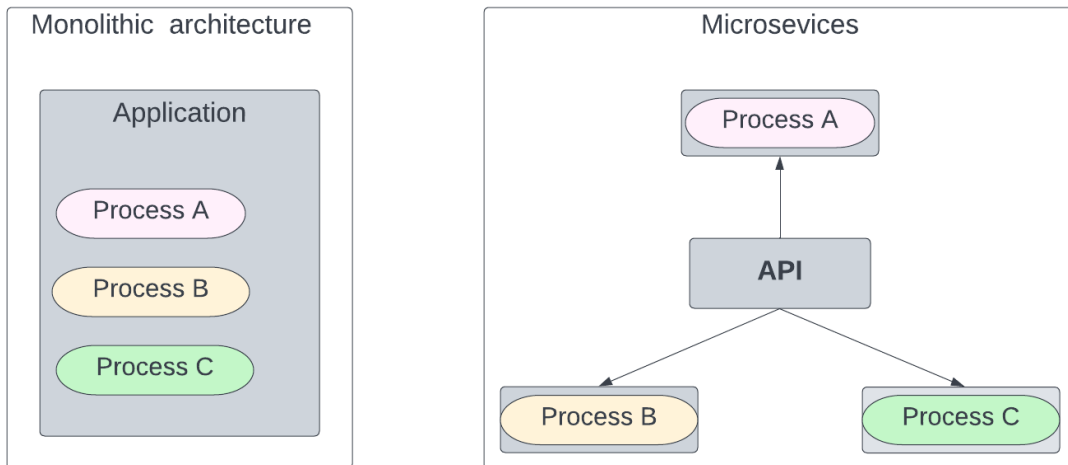 Monolithic architecture
Application
Process A
Process B
Process C
Microsevices
Process A
API
Process B
Process C